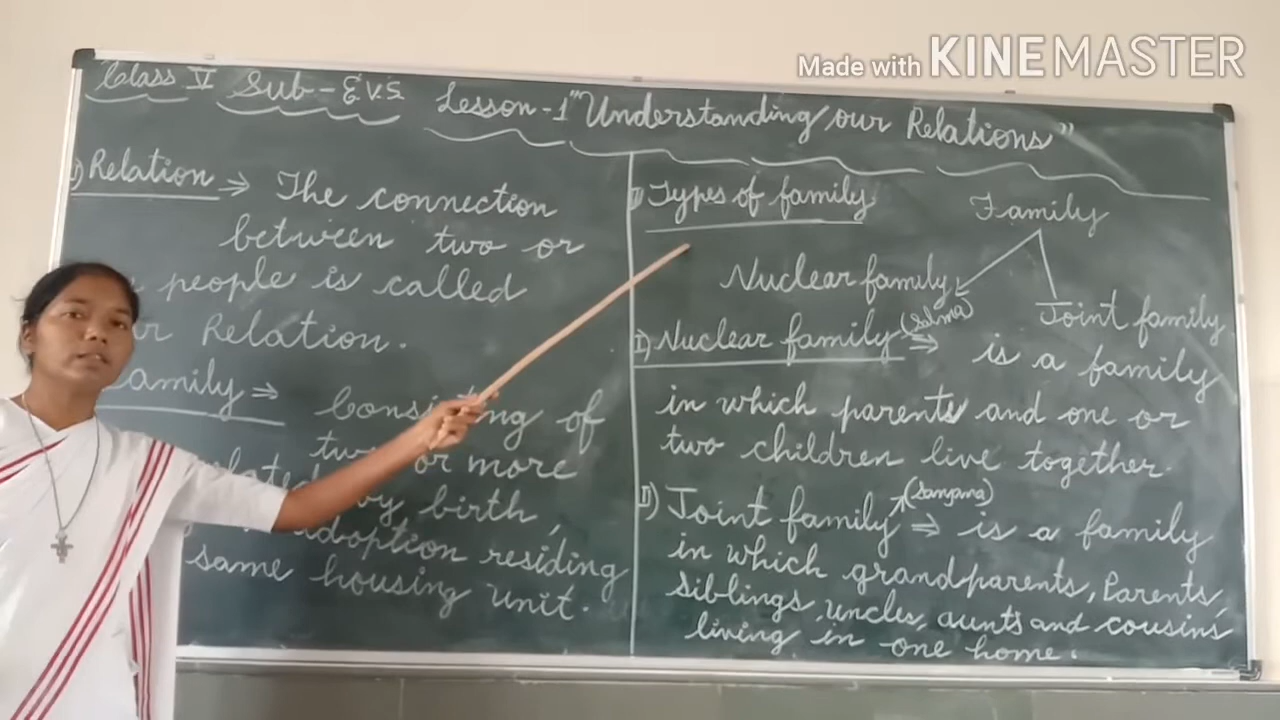 Made with KINEMASTER
Class V Sub - E.V.S. Lesson-1 "Understanding our Relations"
I) Relation ⇒ The connection
between two or
people is called
Relation.
Family ⇒ Consisting of
two or more
by birth,
adoption residing
same housing unit.
III) Types of family
Family
Nuclear family
Joint family
I) Nuclear family (Salma) ⇒ is a family
in which parents and one or
two children live together.
II) Joint family ⇒ is a family
in which grandparents, Parents,
siblings, uncles, aunts and cousins
living in one home.